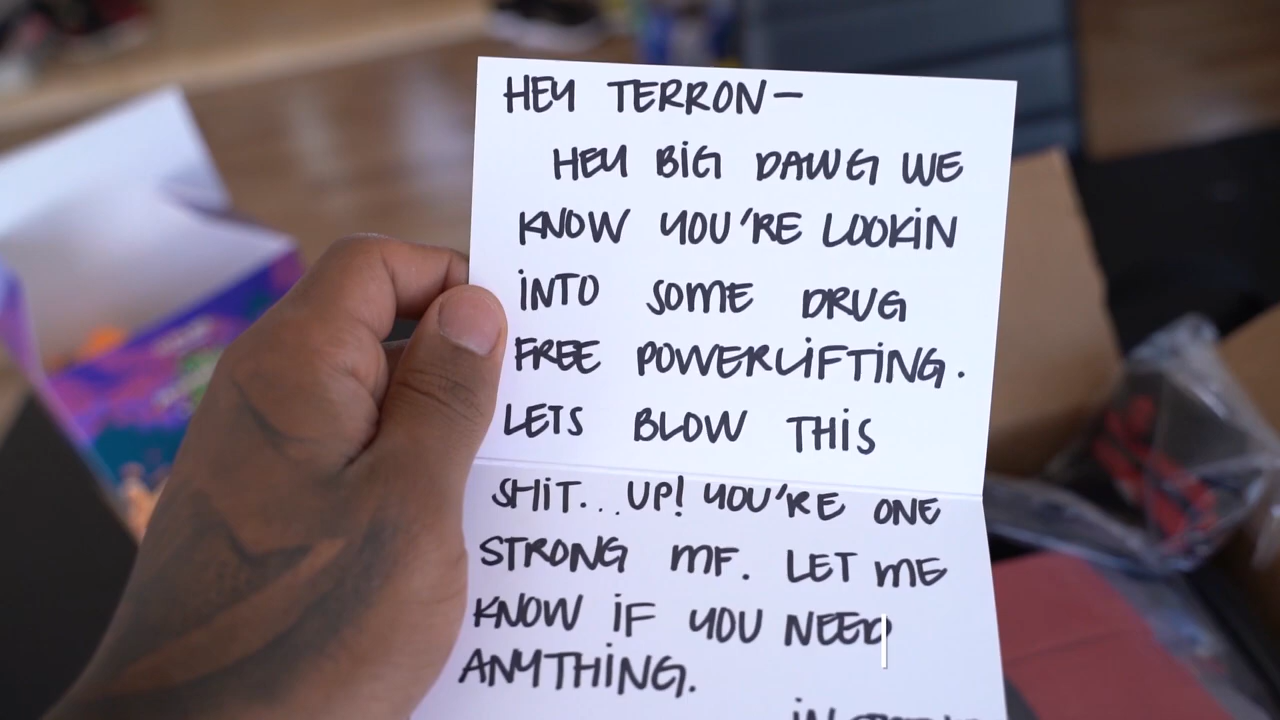 HEY TERRON—
HEY BIG DAWG WE
KNOW YOU'RE LOOKIN
INTO SOME DRUG
FREE POWERLIFTING.
LETS BLOW THIS
SHIT...UP! YOU'RE ONE
STRONG MF. LET ME
KNOW IF YOU NEED
ANYTHING.